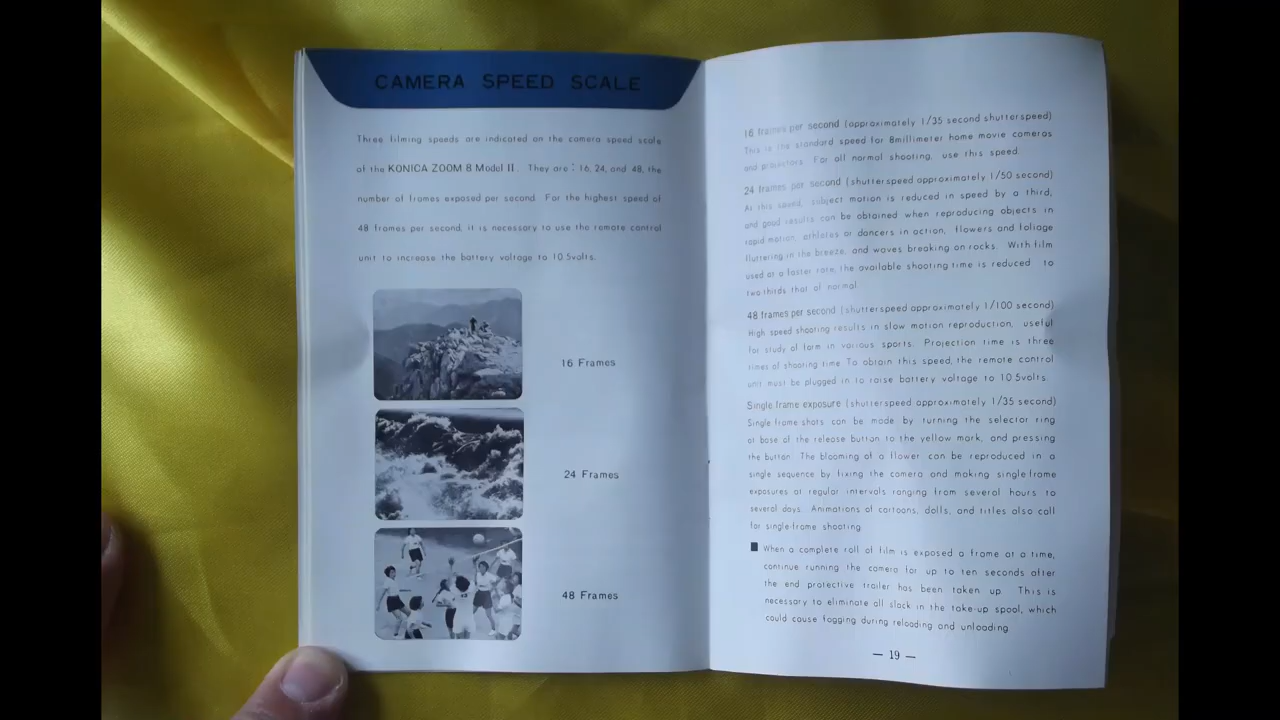 CAMERA SPEED SCALE
Three filming speeds are indicated on the camera speed scale
of the KONICA ZOOM 8 Model II. They are : 16, 24, and 48, the
number of frames exposed per second. For the highest speed of
48 frames per second, it is necessary to use the remote control
unit to increase the battery voltage to 10.5volts.
16 Frames
24 Frames
48 Frames
16 frames per second (approximately 1/35 second shutterspeed)
This is the standard speed for 8millimeter home movie cameras
and projectors. For all normal shooting, use this speed.
24 frames per second (shutterspeed approximately 1/50 second)
At this speed, subject motion is reduced in speed by a third,
and good results can be obtained when reproducing objects in
rapid motion, athletes or dancers in action, flowers and foliage
fluttering in the breeze, and waves breaking on rocks. With film
used at a faster rate, the available shooting time is reduced to
two thirds that of normal.
48 frames per second (shutterspeed approximately 1/100 second)
High speed shooting results in slow motion reproduction, useful
for study of form in various sports. Projection time is three
times of shooting time. To obtain this speed, the remote control
unit must be plugged in to raise battery voltage to 10.5volts.
Single frame exposure (shutterspeed approximately 1/35 second)
Single frame shots can be made by turning the selector ring
at base of the release button to the yellow mark, and pressing
the button. The blooming of a flower can be reproduced in a
single sequence by fixing the camera and making single-frame
exposures at regular intervals ranging from several hours to
several days. Animations of cartoons, dolls, and titles also call
for single-frame shooting.
■ When a complete roll of film is exposed a frame at a time,
continue running the camera for up to ten seconds after
the end protective trailer has been taken up. This is
necessary to eliminate all slack in the take-up spool, which
could cause fogging during reloading and unloading.
— 19 —